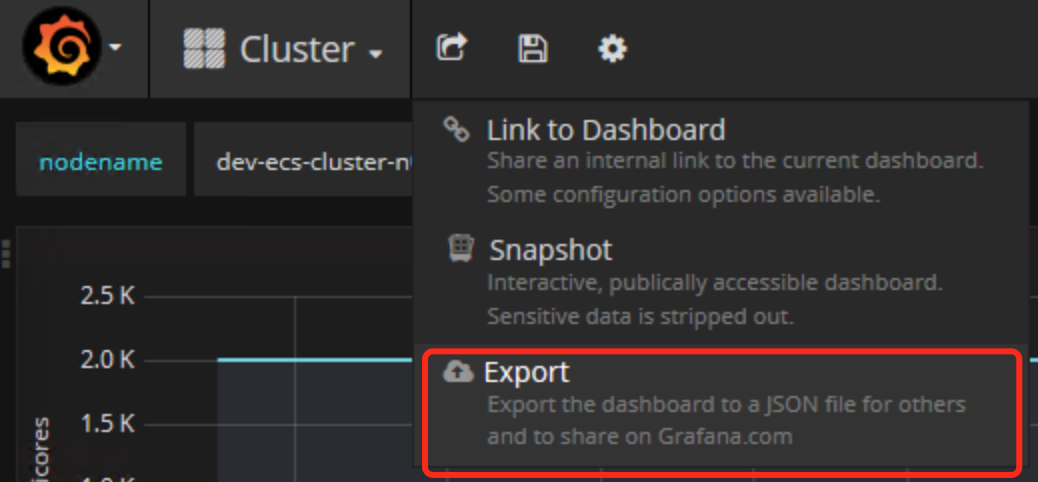 Cluster
Link to Dashboard
Share an internal link to the current dashboard.
Some configuration options available.
nodename
dev-ecs-cluster-n
Snapshot
Interactive, publically accessible dashboard.
Sensitive data is stripped out.
Export
Export the dashboard to a JSON file for others
and to share on Grafana.com
2.5 K
2.0 K
1.5 K
icores